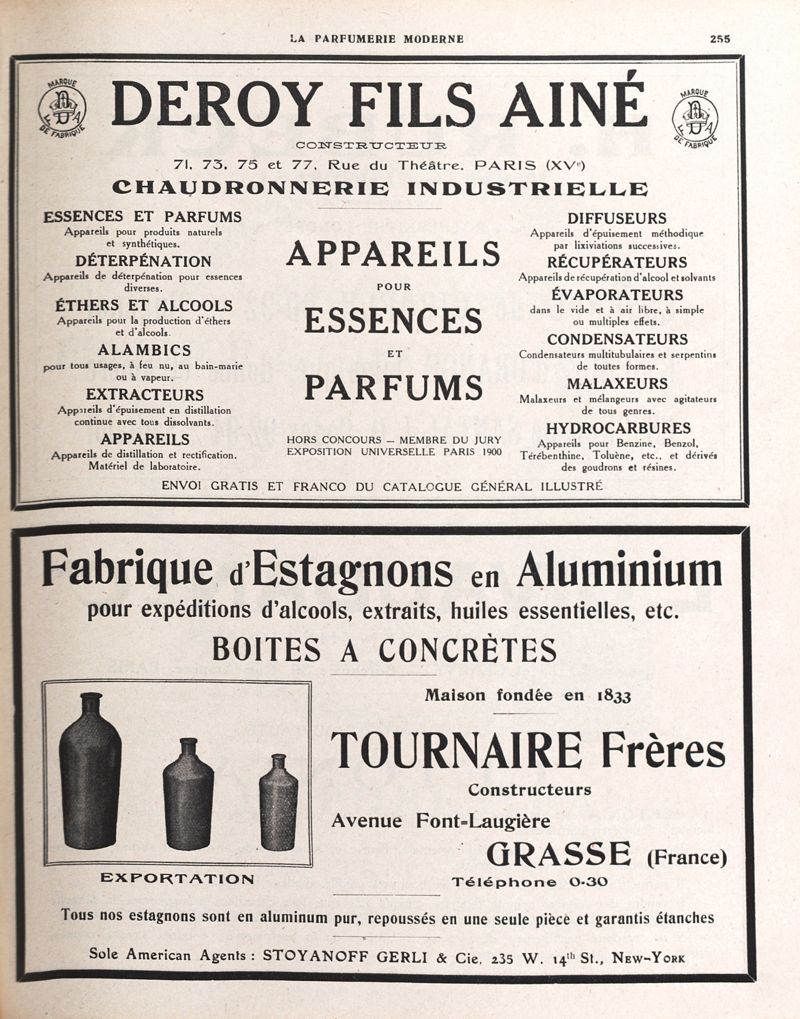 LA PARFUMERIE MODERNE
255
MARQUE
DE FABRIQUE
DEROY FILS AINÉ
MARQUE
DE FABRIQUE
CONSTRUCTEUR
71, 73, 75 et 77, Rue du Théâtre, PARIS (XVe)
CHAUDRONNERIE INDUSTRIELLE
ESSENCES ET PARFUMS
Appareils pour produits naturels
et synthétiques.
DÉTERPÉNATION
Appareils de déterpénation pour essences
diverses.
ÉTHERS ET ALCOOLS
Appareils pour la production d'éthers
et d'alcools.
ALAMBICS
pour tous usages, à feu nu, au bain-marie
ou à vapeur.
EXTRACTEURS
Appareils d'épuisement en distillation
continue avec tous dissolvants.
APPAREILS
Appareils de distillation et rectification.
Matériel de laboratoire.
APPAREILS
POUR
ESSENCES
ET
PARFUMS
HORS CONCOURS — MEMBRE DU JURY
EXPOSITION UNIVERSELLE PARIS 1900
DIFFUSEURS
Appareils d'épuisement méthodique
par lixiviations successives.
RÉCUPÉRATEURS
Appareils de récupération d'alcool et solvants
ÉVAPORATEURS
dans le vide et à air libre, à simple
ou multiples effets.
CONDENSATEURS
Condensateurs multitubulaires et serpentins
de toutes formes.
MALAXEURS
Malaxeurs et mélangeurs avec agitateurs
de tous genres.
HYDROCARBURES
Appareils pour Benzine, Benzol,
Térébenthine, Toluène, etc., et dérivés
des goudrons et résines.
ENVOI GRATIS ET FRANCO DU CATALOGUE GÉNÉRAL ILLUSTRÉ
Fabrique d'Estagnons en Aluminium
pour expéditions d'alcools, extraits, huiles essentielles, etc.
BOITES A CONCRÈTES
Maison fondée en 1833
TOURNAIRE Frères
Constructeurs
Avenue Font-Laugière
GRASSE (France)
Téléphone 0-30
EXPORTATION
Tous nos estagnons sont en aluminum pur, repoussés en une seule pièce et garantis étanches
Sole American Agents : STOYANOFF GERLI & Cie, 235 W. 14th St., NEW-YORK